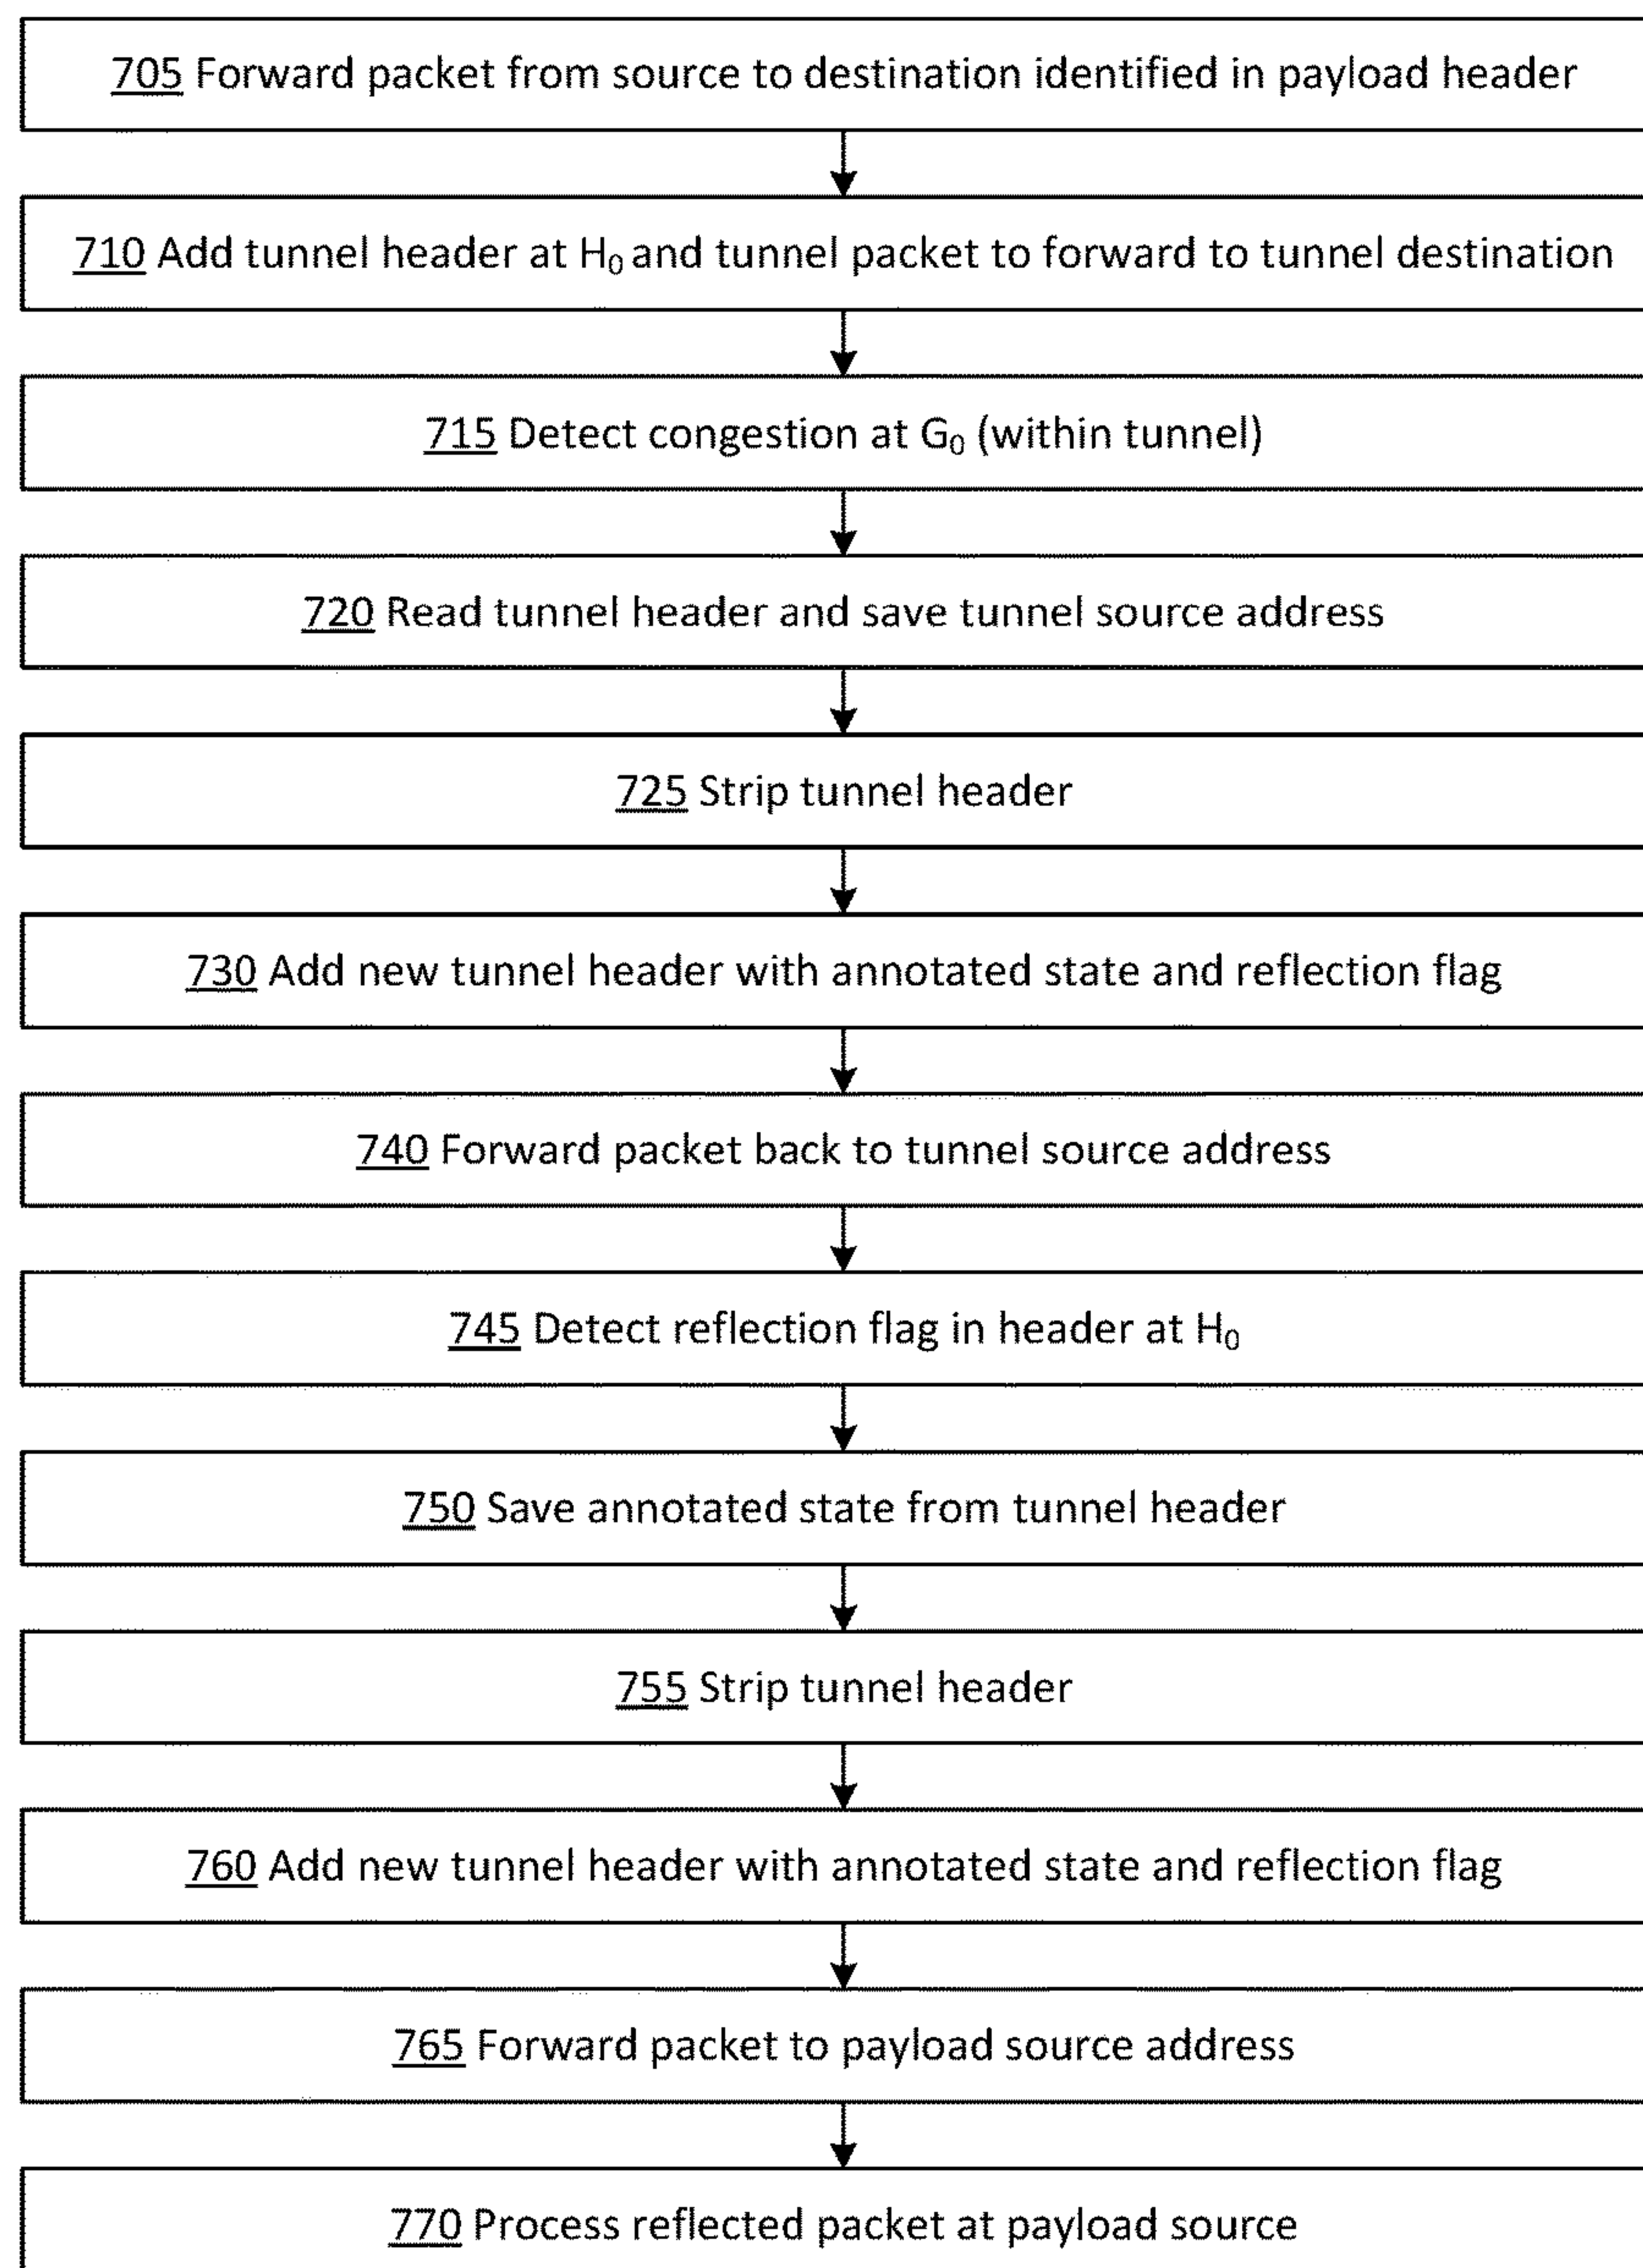 705 Forward packet from source to destination identified in payload header
710 Add tunnel header at H₀ and tunnel packet to forward to tunnel destination
715 Detect congestion at G₀ (within tunnel)
720 Read tunnel header and save tunnel source address
725 Strip tunnel header
730 Add new tunnel header with annotated state and reflection flag
740 Forward packet back to tunnel source address
745 Detect reflection flag in header at H₀
750 Save annotated state from tunnel header
755 Strip tunnel header
760 Add new tunnel header with annotated state and reflection flag
765 Forward packet to payload source address
770 Process reflected packet at payload source